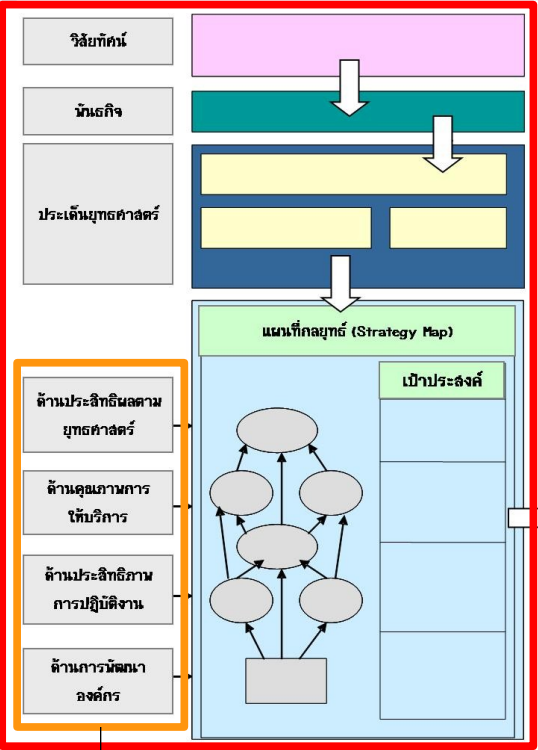 วิสัยทัศน์
พันธกิจ
ประเด็นยุทธศาสตร์
แผนที่กลยุทธ์ (Strategy Map)
เป้าประสงค์
ด้านประสิทธิผลตาม
ยุทธศาสตร์
ด้านคุณภาพการ
ให้บริการ
ด้านประสิทธิภาพ
การปฏิบัติงาน
ด้านการพัฒนา
องค์กร